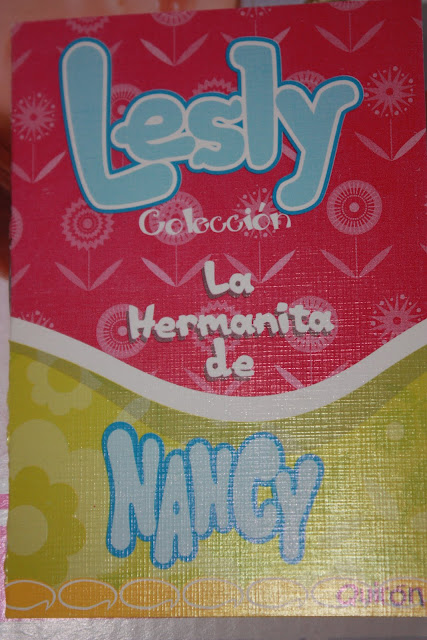 Lesly
Colección
La
Hermanita
de
NANCY